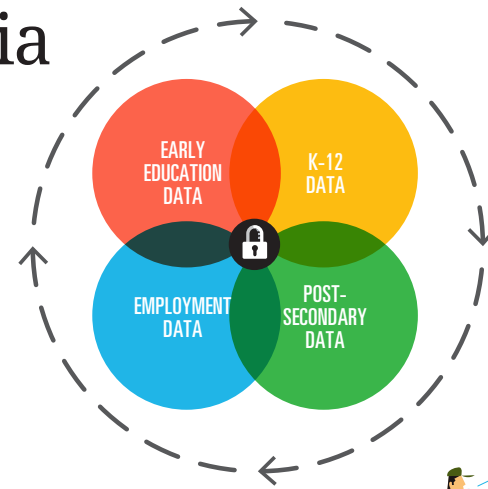 ia
EARLY
EDUCATION
DATA
K-12
DATA
EMPLOYMENT
DATA
POST-
SECONDARY
DATA